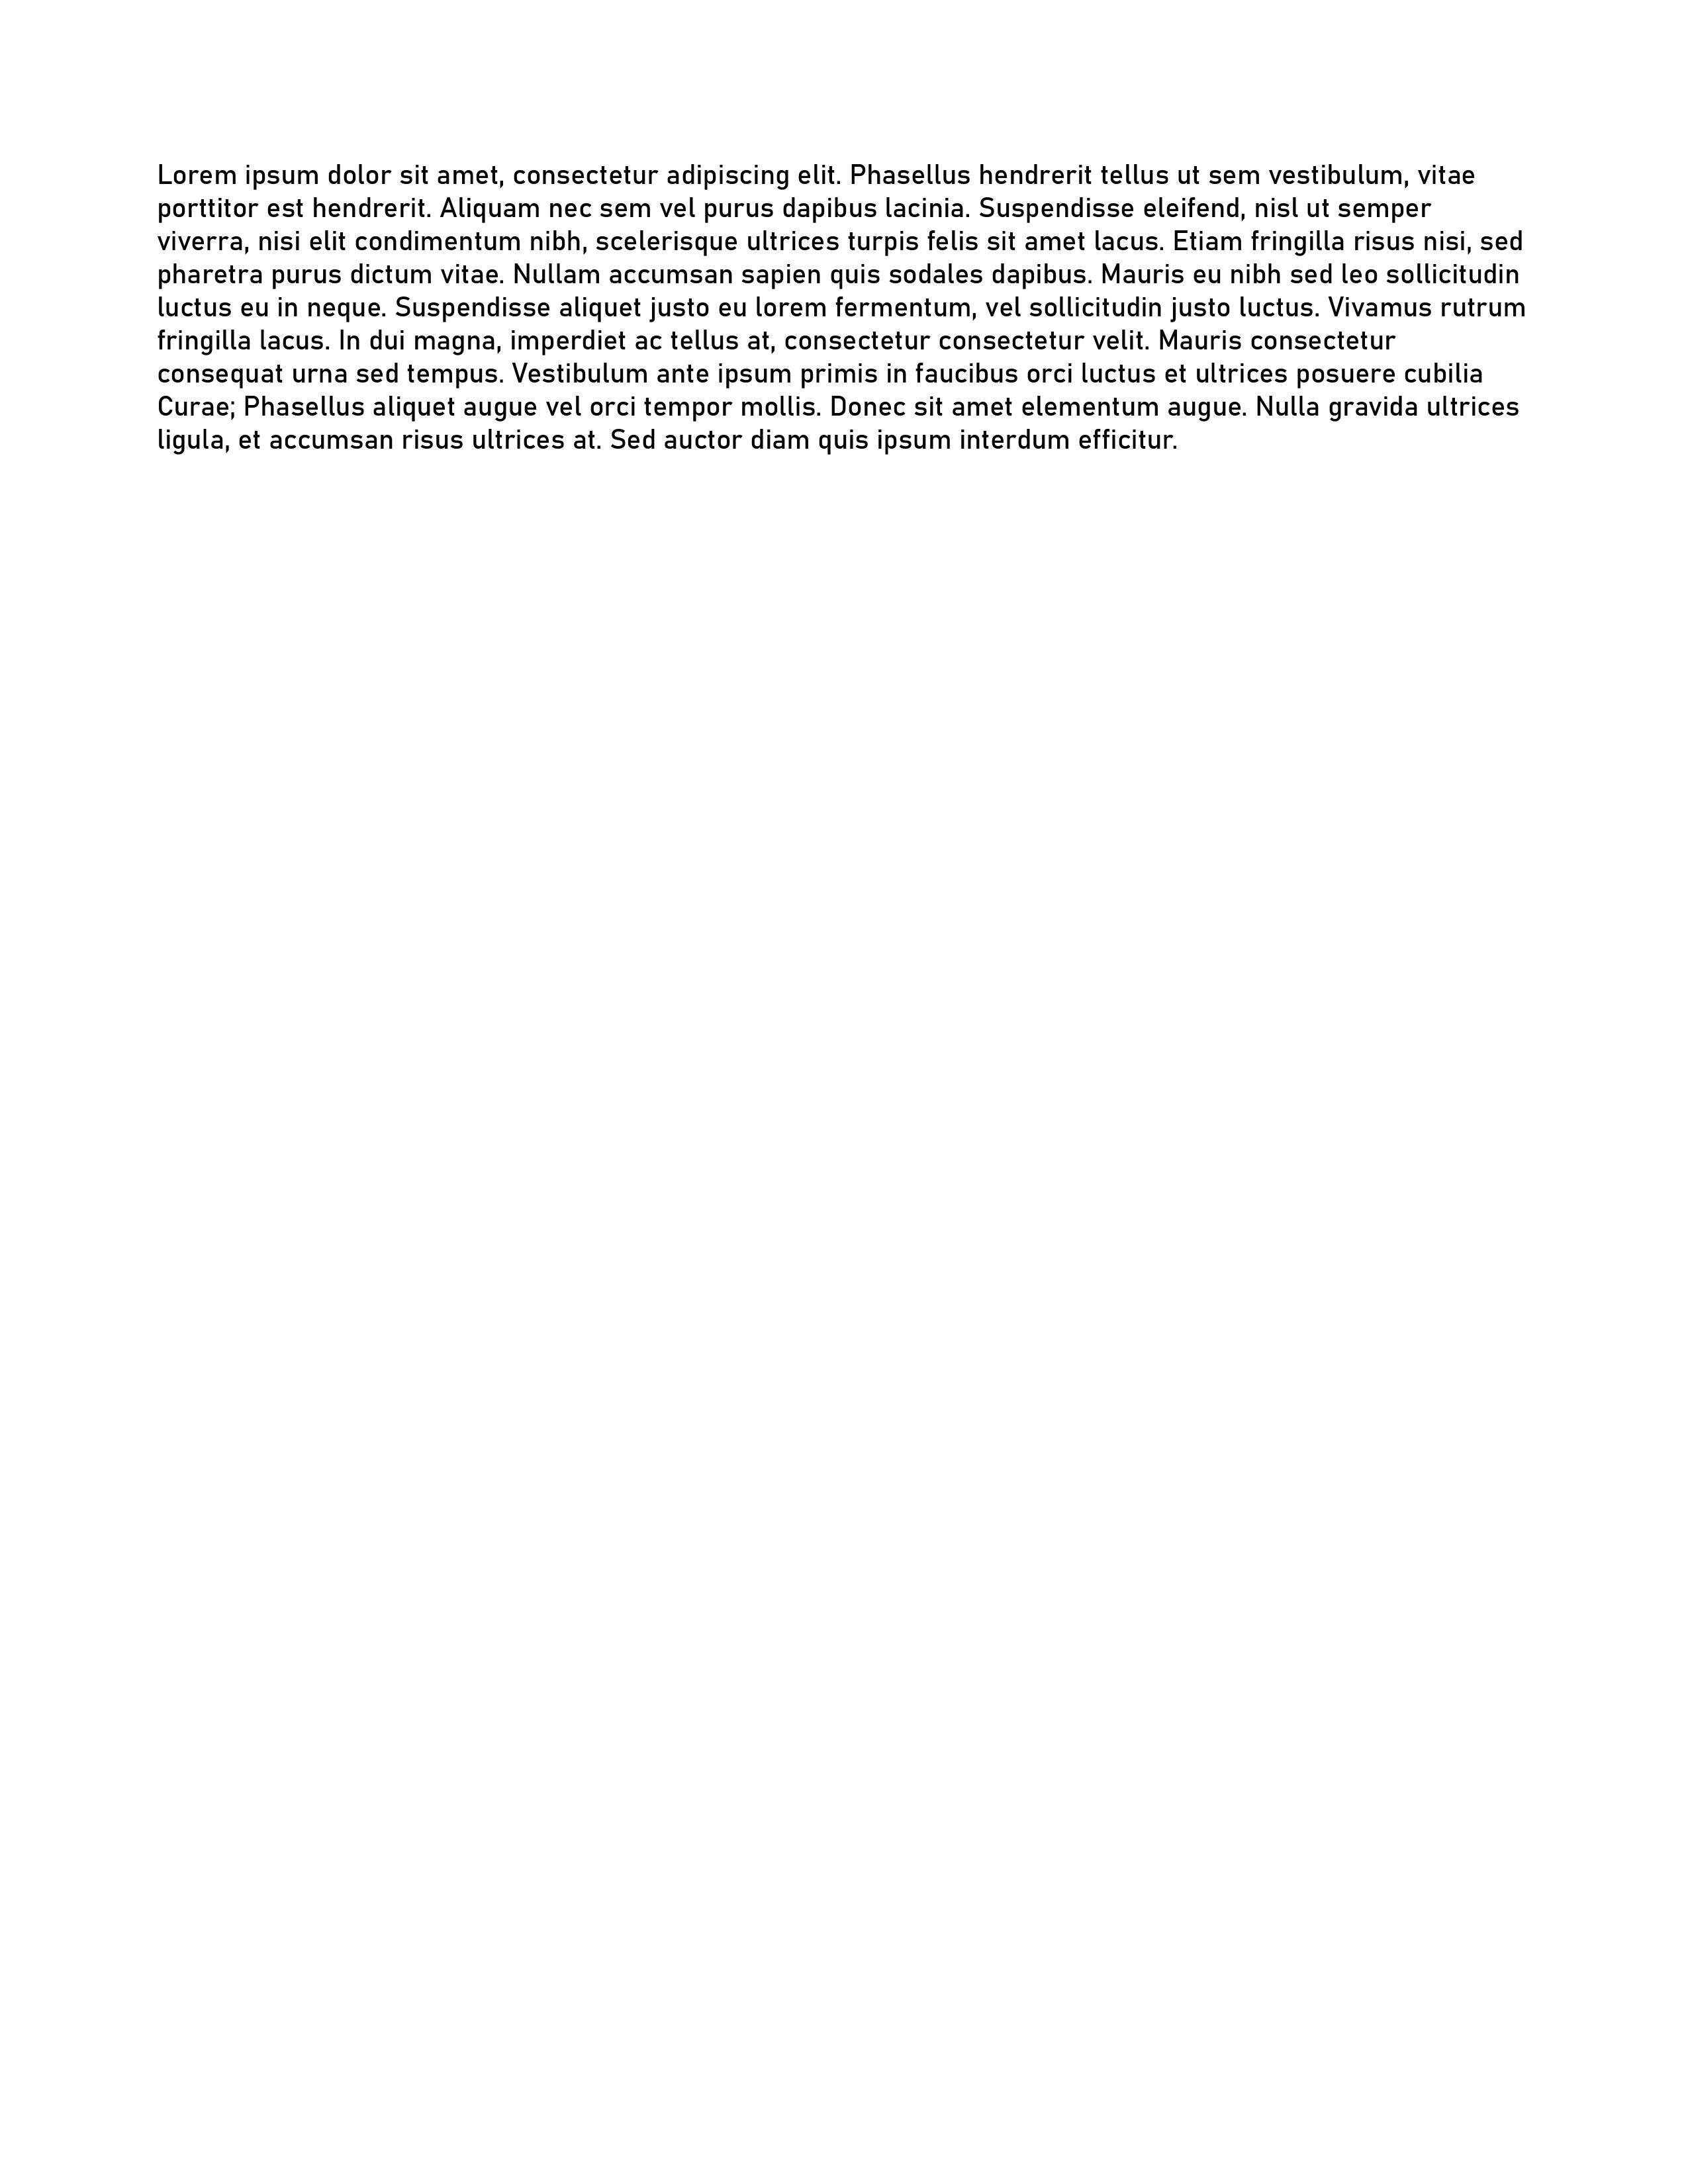 Lorem ipsum dolor sit amet, consectetur adipiscing elit. Phasellus hendrerit tellus ut sem vestibulum, vitae
porttitor est hendrerit. Aliquam nec sem vel purus dapibus lacinia. Suspendisse eleifend, nisl ut semper
viverra, nisi elit condimentum nibh, scelerisque ultrices turpis felis sit amet lacus. Etiam fringilla risus nisi, sed
pharetra purus dictum vitae. Nullam accumsan sapien quis sodales dapibus. Mauris eu nibh sed leo sollicitudin
luctus eu in neque. Suspendisse aliquet justo eu lorem fermentum, vel sollicitudin justo luctus. Vivamus rutrum
fringilla lacus. In dui magna, imperdiet ac tellus at, consectetur consectetur velit. Mauris consectetur
consequat urna sed tempus. Vestibulum ante ipsum primis in faucibus orci luctus et ultrices posuere cubilia
Curae; Phasellus aliquet augue vel orci tempor mollis. Donec sit amet elementum augue. Nulla gravida ultrices
ligula, et accumsan risus ultrices at. Sed auctor diam quis ipsum interdum efficitur.